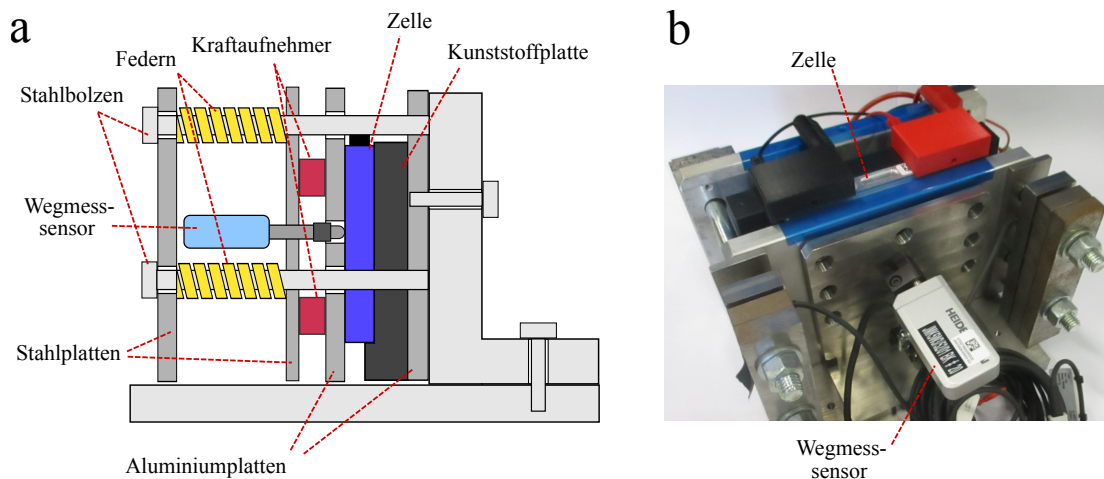 a
Kraftaufnehmer
Zelle
Federn
Kunststoffplatte
Stahlbolzen
Wegmess-
sensor
Stahlplatten
Aluminiumplatten
b
Zelle
HEIDE
Wegmess-
sensor